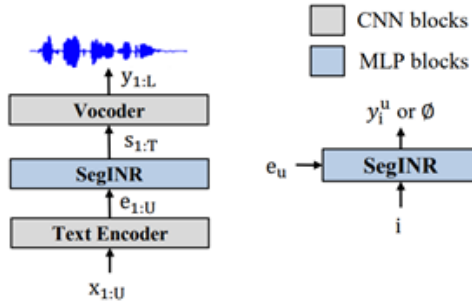 y₁:L
Vocoder
s₁:T
SegINR
e₁:U
Text Encoder
x₁:U
CNN blocks
MLP blocks
yᵢᵘ or Ø
eᵤ
SegINR
i